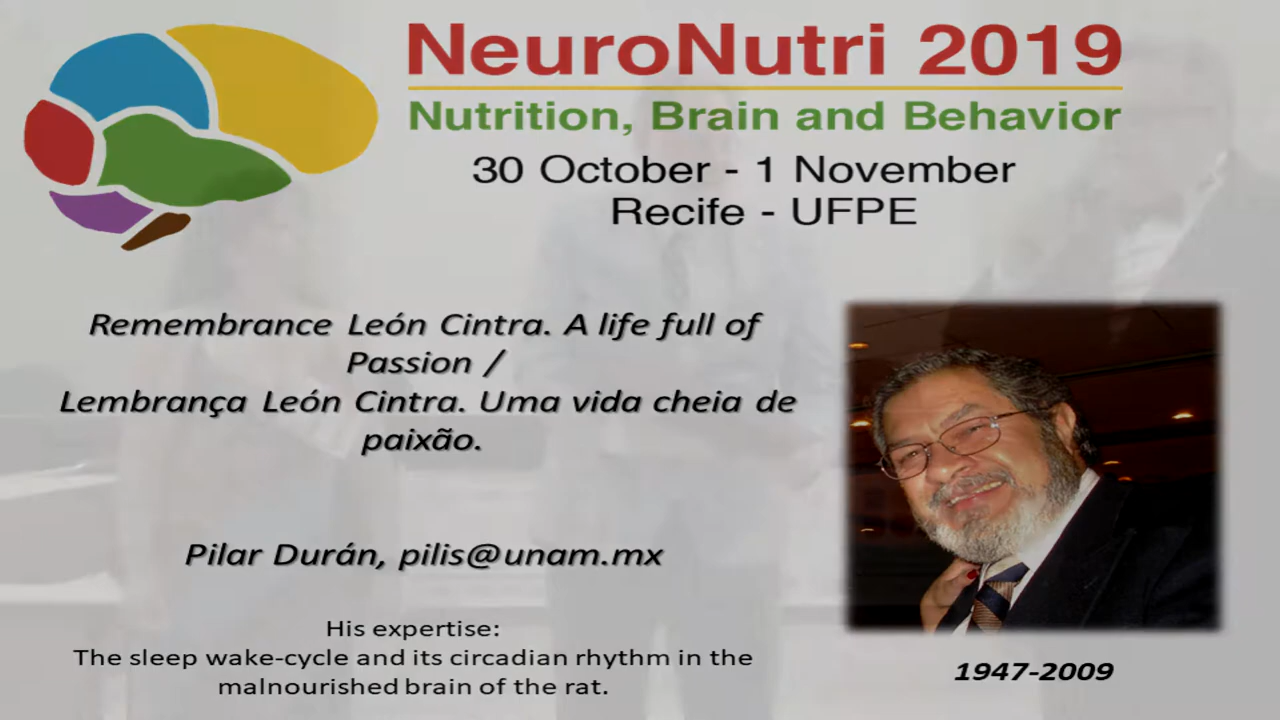 NeuroNutri 2019
Nutrition, Brain and Behavior
30 October - 1 November
Recife - UFPE
Remembrance León Cintra. A life full of
Passion /
Lembrança León Cintra. Uma vida cheia de
paixão.
Pilar Durán, pilis@unam.mx
His expertise:
The sleep wake-cycle and its circadian rhythm in the
malnourished brain of the rat.
1947-2009